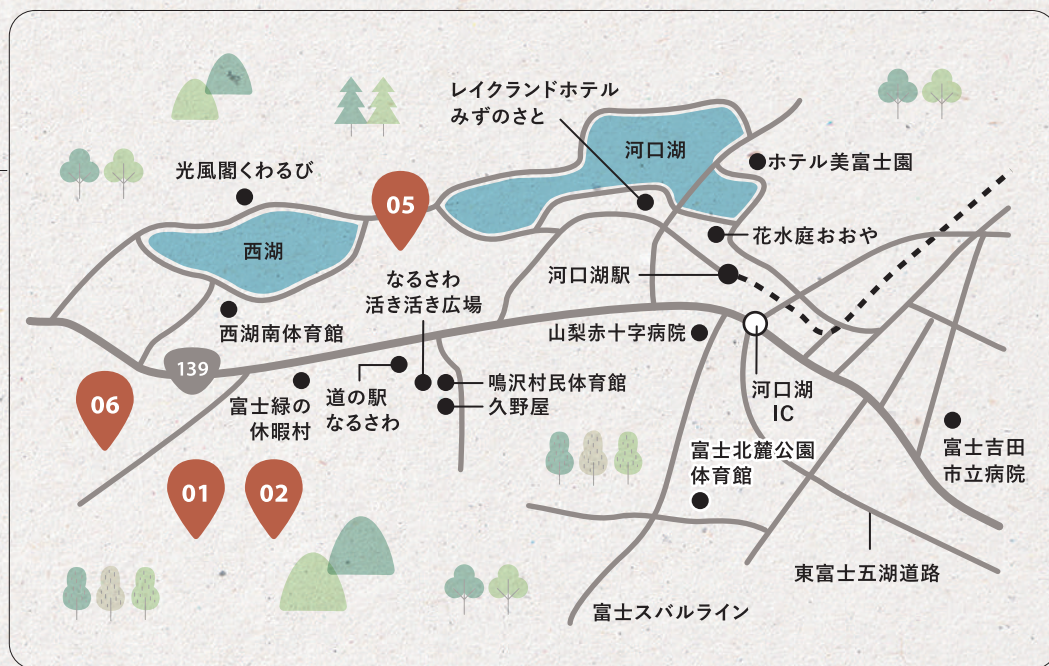 レイクランドホテル
みずのさと
河口湖
ホテル美富士園
光風閣くわるび
05
西湖
花水庭おおや
なるさわ
活き活き広場
河口湖駅
西湖南体育館
山梨赤十字病院
139
06
富士緑の
休暇村
道の駅
なるさわ
鳴沢村民体育館
久野屋
河口湖
IC
富士北麓公園
体育館
富士吉田
市立病院
01
02
東富士五湖道路
富士スバルライン